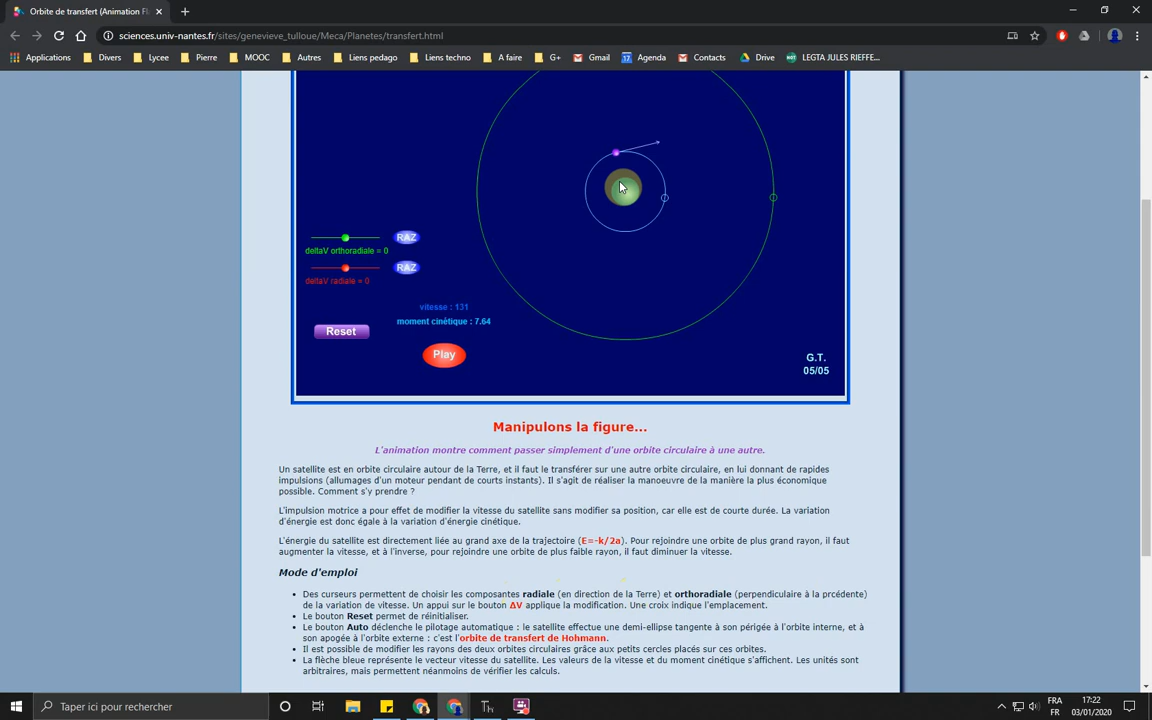 Orbite de transfert (Animation Fl
sciences.univ-nantes.fr/sites/genevieve_tulloue/Meca/Planetes/transfert.html
Applications Divers Lycee Pierre MOOC Autres Liens pedago Liens techno A faire G+ Gmail 17 Agenda Contacts Drive LEGTA JULES RIEFFE...
RAZ
deltaV orthoradiale = 0
RAZ
deltaV radiale = 0
vitesse : 131
moment cinétique : 7.64
Reset
Play
G.T.
05/05
Manipulons la figure...
L'animation montre comment passer simplement d'une orbite circulaire à une autre.
Un satellite est en orbite circulaire autour de la Terre, et il faut le transférer sur une autre orbite circulaire, en lui donnant de rapides
impulsions (allumages d'un moteur pendant de courts instants). Il s'agit de réaliser la manoeuvre de la manière la plus économique
possible. Comment s'y prendre ?
L'impulsion motrice a pour effet de modifier la vitesse du satellite sans modifier sa position, car elle est de courte durée. La variation
d'énergie est donc égale à la variation d'énergie cinétique.
L'énergie du satellite est directement liée au grand axe de la trajectoire (E=-k/2a). Pour rejoindre une orbite de plus grand rayon, il faut
augmenter la vitesse, et à l'inverse, pour rejoindre une orbite de plus faible rayon, il faut diminuer la vitesse.
Mode d'emploi
• Des curseurs permettent de choisir les composantes radiale (en direction de la Terre) et orthoradiale (perpendiculaire à la prcédente)
de la variation de vitesse. Un appui sur le bouton ΔV applique la modification. Une croix indique l'emplacement.
• Le bouton Reset permet de réinitialiser.
• Le bouton Auto déclenche le pilotage automatique : le satellite effectue une demi-ellipse tangente à son périgée à l'orbite interne, et à
son apogée à l'orbite externe : c'est l'orbite de transfert de Hohmann.
• Il est possible de modifier les rayons des deux orbites circulaires grâce aux petits cercles placés sur ces orbites.
• La flèche bleue représente le vecteur vitesse du satellite. Les valeurs de la vitesse et du moment cinétique s'affichent. Les unités sont
arbitraires, mais permettent néanmoins de vérifier les calculs.
Taper ici pour rechercher
FRA
FR
17:22
03/01/2020